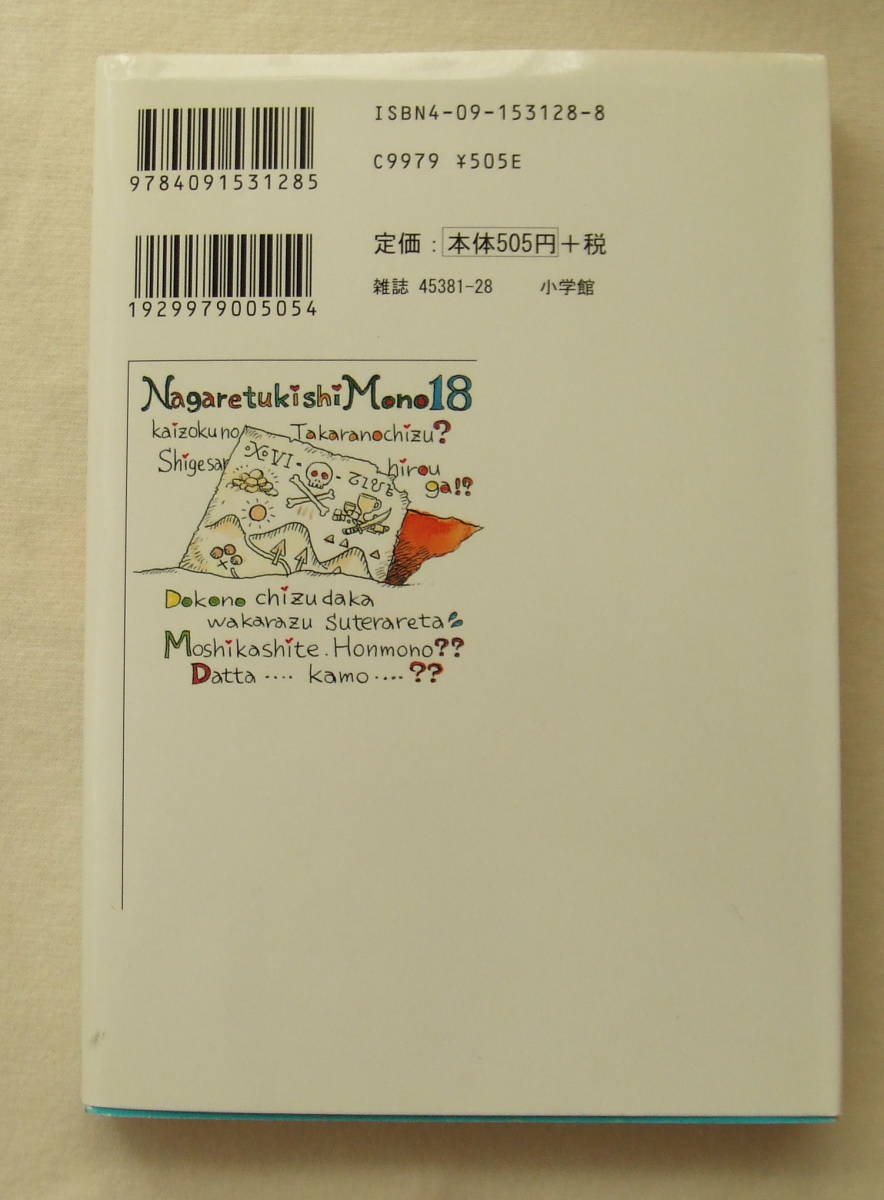 ISBN4-09-153128-8
9784091531285
C9979 ¥505E
定価：本体505円＋税
1929979005054
雑誌 45381-28 小学館
NagaretukishiMono18
kaizokuno Takaranochizu?
Shigesan hirou
ga!?
XVI
Dokono chizudaka
wakarazu suterareta
Moshikashite. Honmono??
Datta ···· kamo ····??